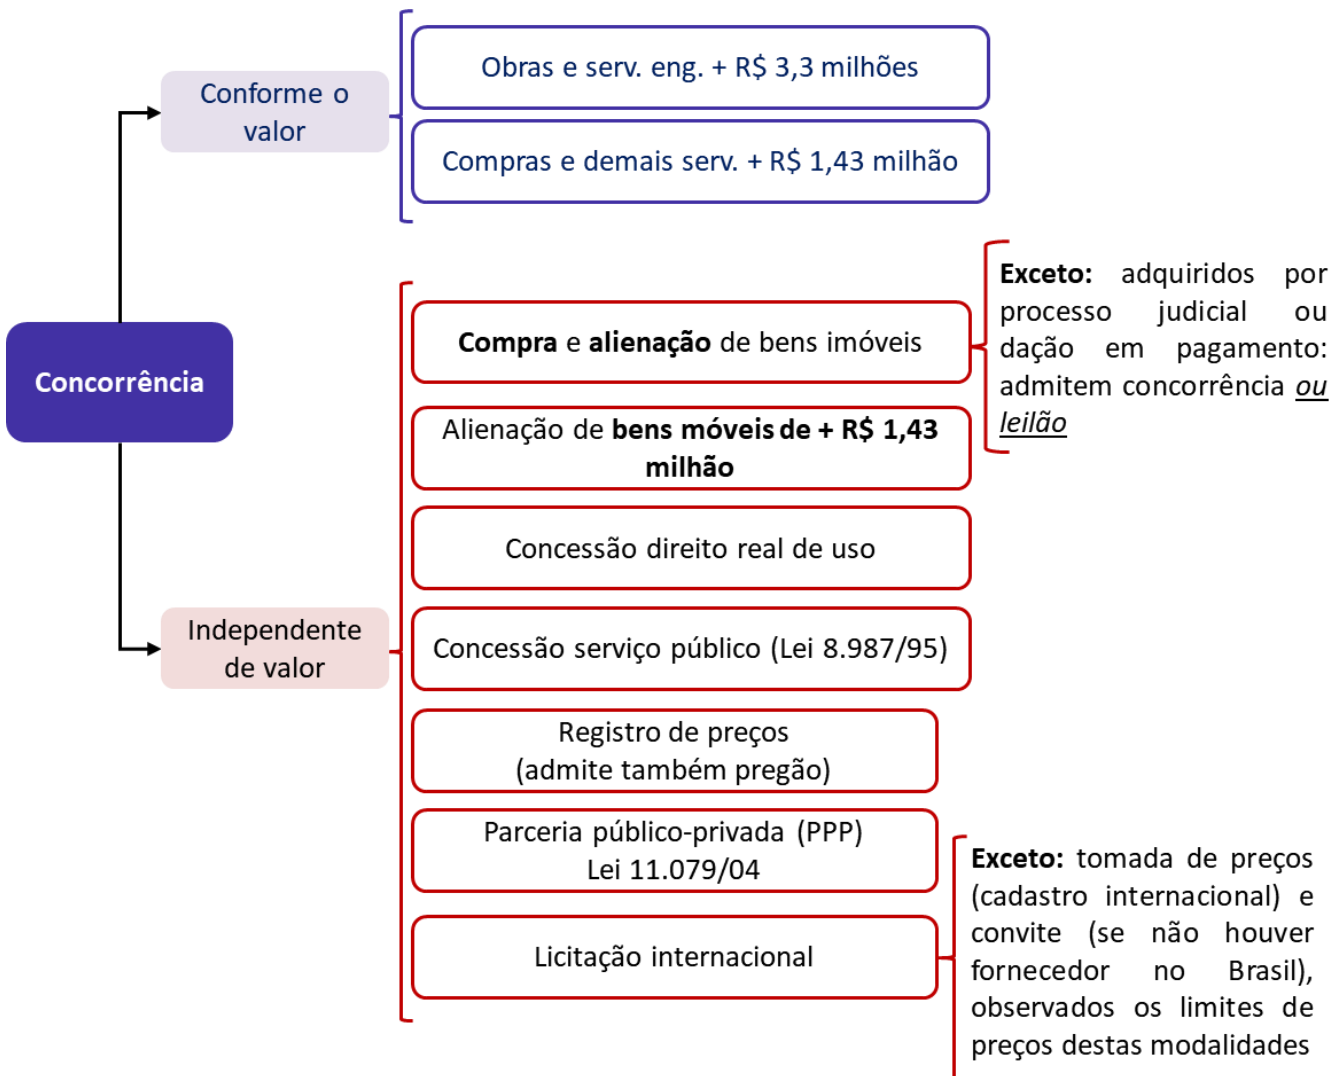 Concorrência
Conforme o
valor
Obras e serv. eng. + R$ 3,3 milhões
Compras e demais serv. + R$ 1,43 milhão
Independente
de valor
Compra e alienação de bens imóveis
Exceto: adquiridos por
processo judicial ou
dação em pagamento:
admitem concorrência ou
leilão
Alienação de bens móveis de + R$ 1,43
milhão
Concessão direito real de uso
Concessão serviço público (Lei 8.987/95)
Registro de preços
(admite também pregão)
Parceria público-privada (PPP)
Lei 11.079/04
Licitação internacional
Exceto: tomada de preços
(cadastro internacional) e
convite (se não houver
fornecedor no Brasil),
observados os limites de
preços destas modalidades